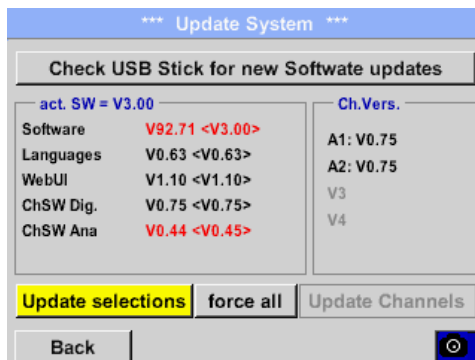 *** Update System ***
Check USB Stick for new Softwate updates
act. SW = V3.00
Software V92.71 <V3.00>
Languages V0.63 <V0.63>
WebUI V1.10 <V1.10>
ChSW Dig. V0.75 <V0.75>
ChSW Ana V0.44 <V0.45>
Ch.Vers.
A1: V0.75
A2: V0.75
V3
V4
Update selections force all Update Channels
Back